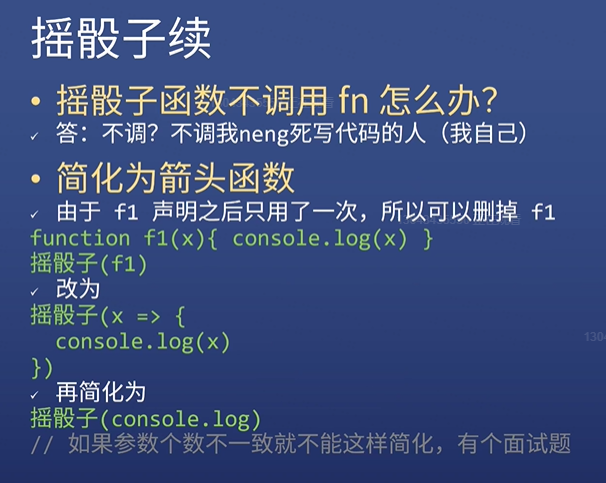 摇骰子续
• 摇骰子函数不调用 fn 怎么办?
✓ 答：不调？不调我neng死写代码的人（我自己）
• 简化为箭头函数
✓ 由于 f1 声明之后只用了一次，所以可以删掉 f1
function f1(x){ console.log(x) }
摇骰子(f1)
✓ 改为
摇骰子(x => {
  console.log(x)
})
✓ 再简化为
摇骰子(console.log)
// 如果参数个数不一致就不能这样简化，有个面试题
1304